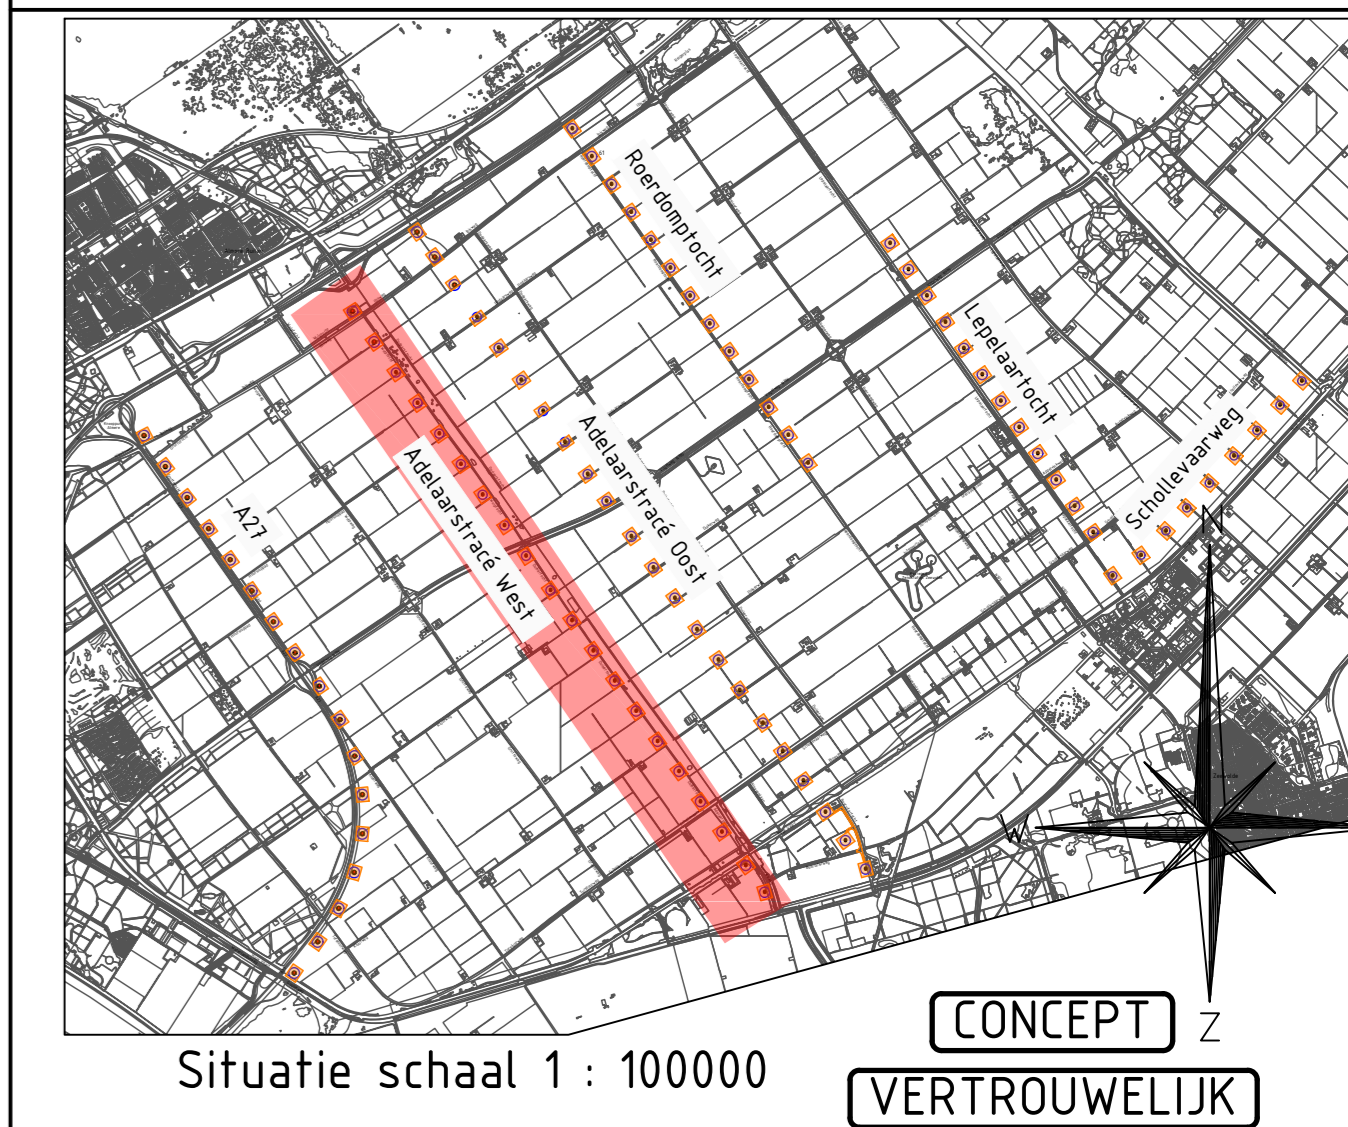 Roerdomptocht
Lepelaartocht
Schollevaarweg
Adelaarstracé Oost
Adelaarstracé West
A27
N
W
Z
CONCEPT
Situatie schaal 1 : 100000
VERTROUWELIJK